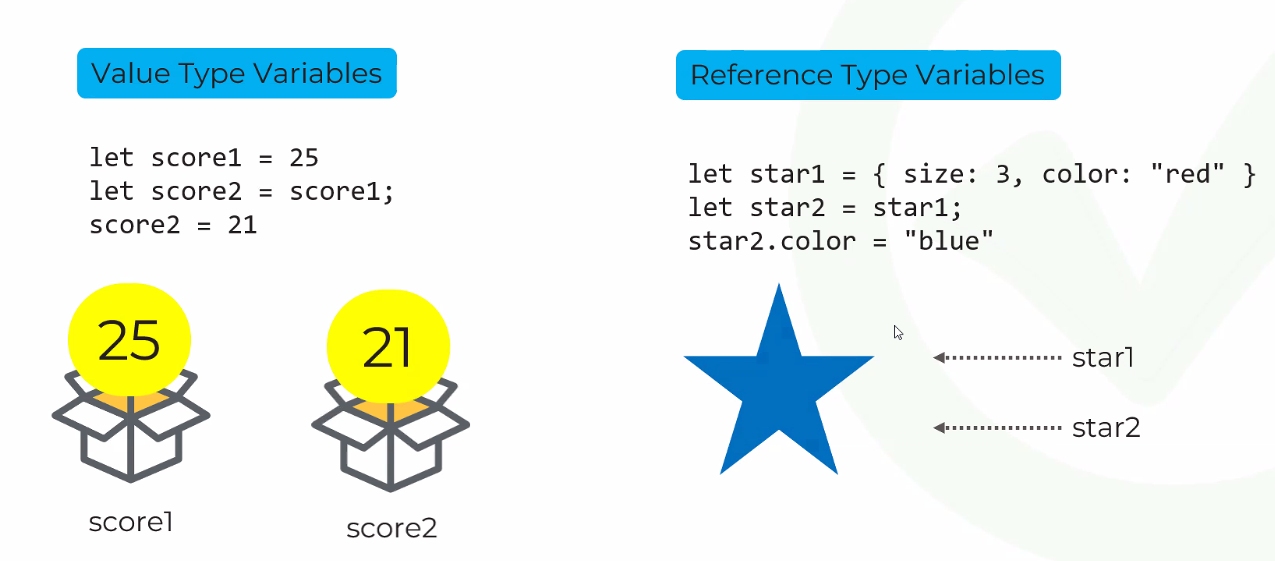 Value Type Variables
let score1 = 25
let score2 = score1;
score2 = 21
25
21
score1
score2
Reference Type Variables
let star1 = { size: 3, color: "red" }
let star2 = star1;
star2.color = "blue"
star1
star2